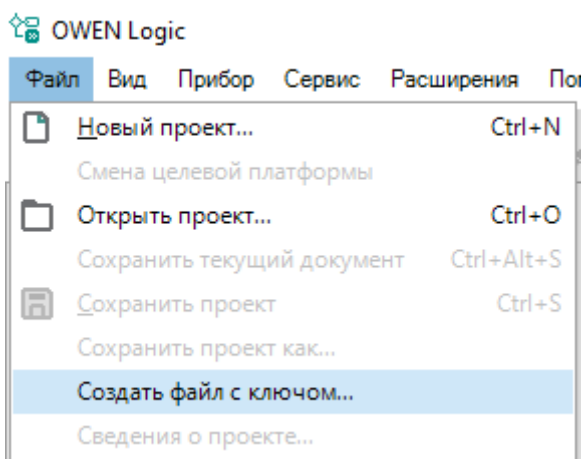 OWEN Logic
Файл Вид Прибор Сервис Расширения
Новый проект... Ctrl+N
Смена целевой платформы
Открыть проект... Ctrl+O
Сохранить текущий документ Ctrl+Alt+S
Сохранить проект Ctrl+S
Сохранить проект как...
Создать файл с ключом...
Сведения о проекте...